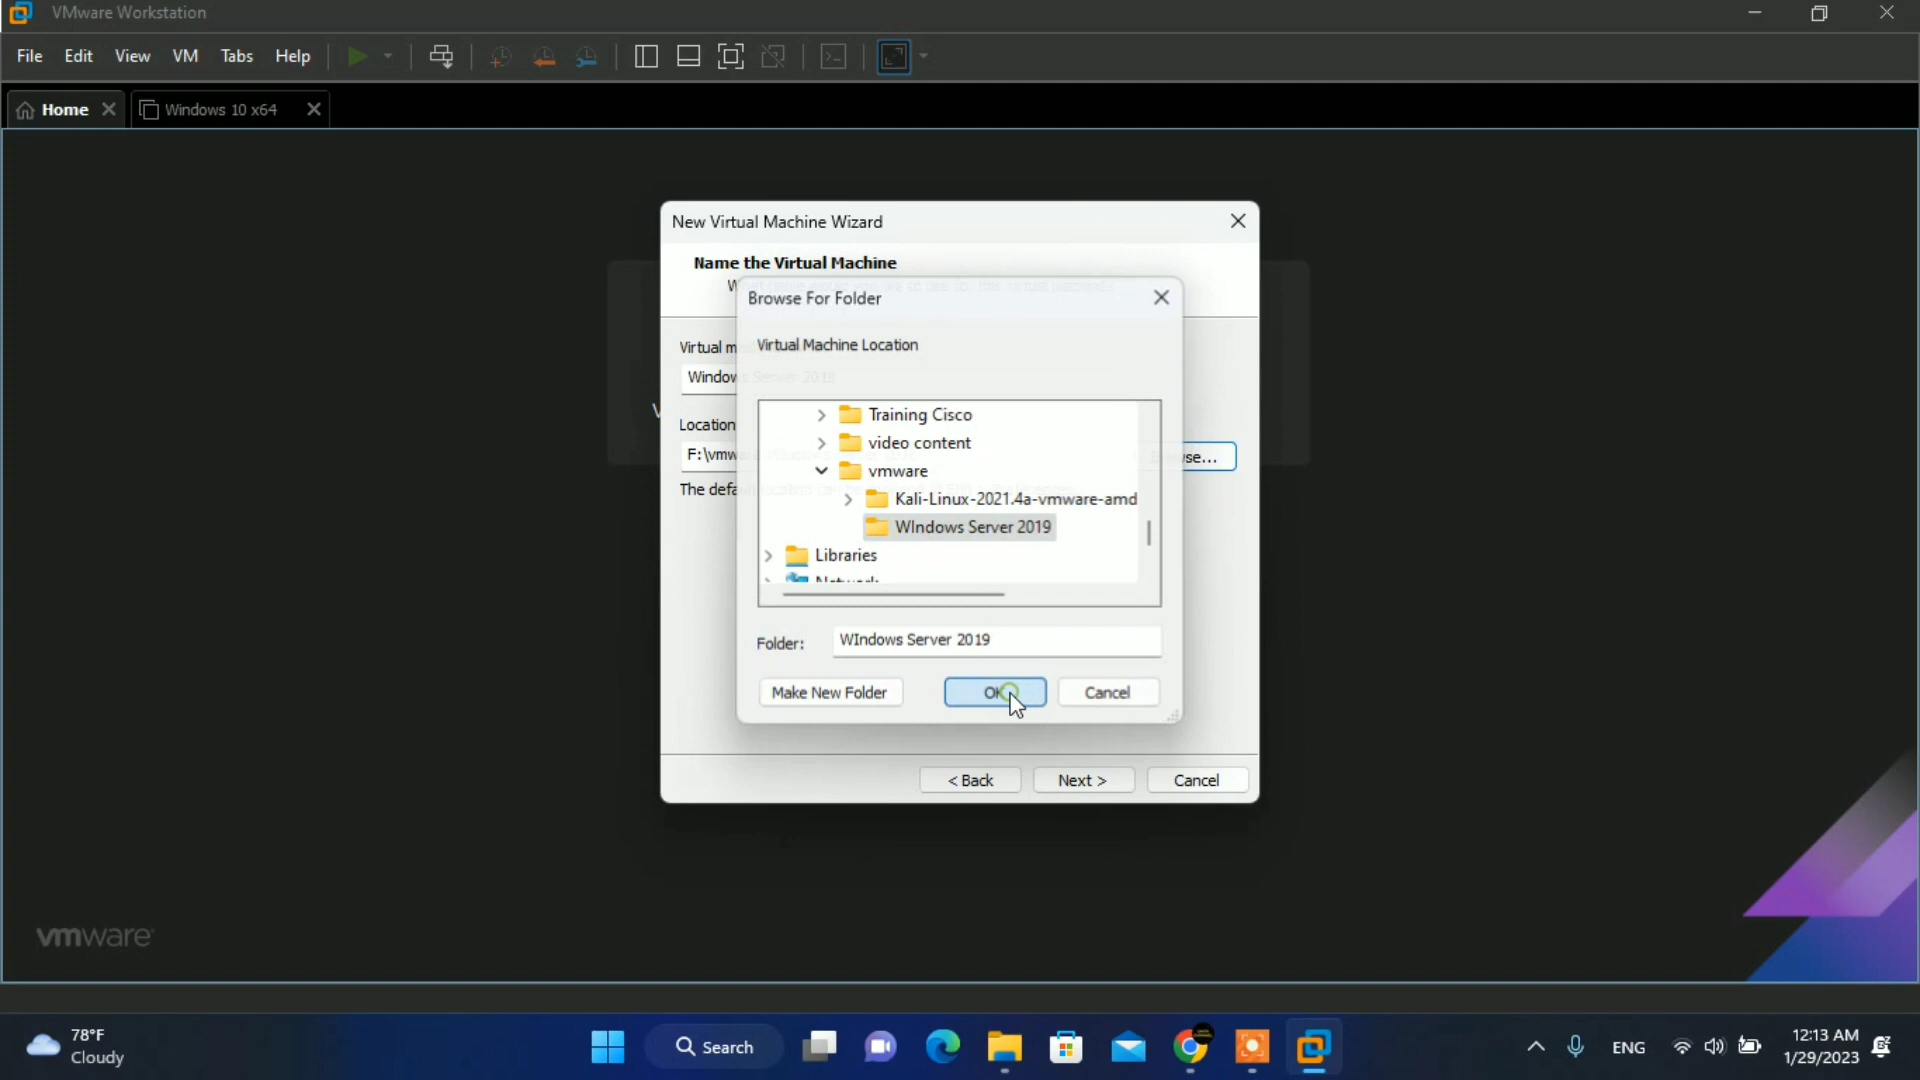 VMware Workstation
File Edit View VM Tabs Help
Home Windows 10 x64
New Virtual Machine Wizard
Name the Virtual Machine
Browse For Folder
Virtual Machine Location
Virtual m
Window
Location
F:\vmw
The defa
Training Cisco
video content
vmware
Kali-Linux-2021.4a-vmware-amd
WIndows Server 2019
Libraries
Network
Folder: WIndows Server 2019
Make New Folder OK Cancel
< Back Next > Cancel
vmware
78°F
Cloudy
Search
ENG
12:13 AM
1/29/2023